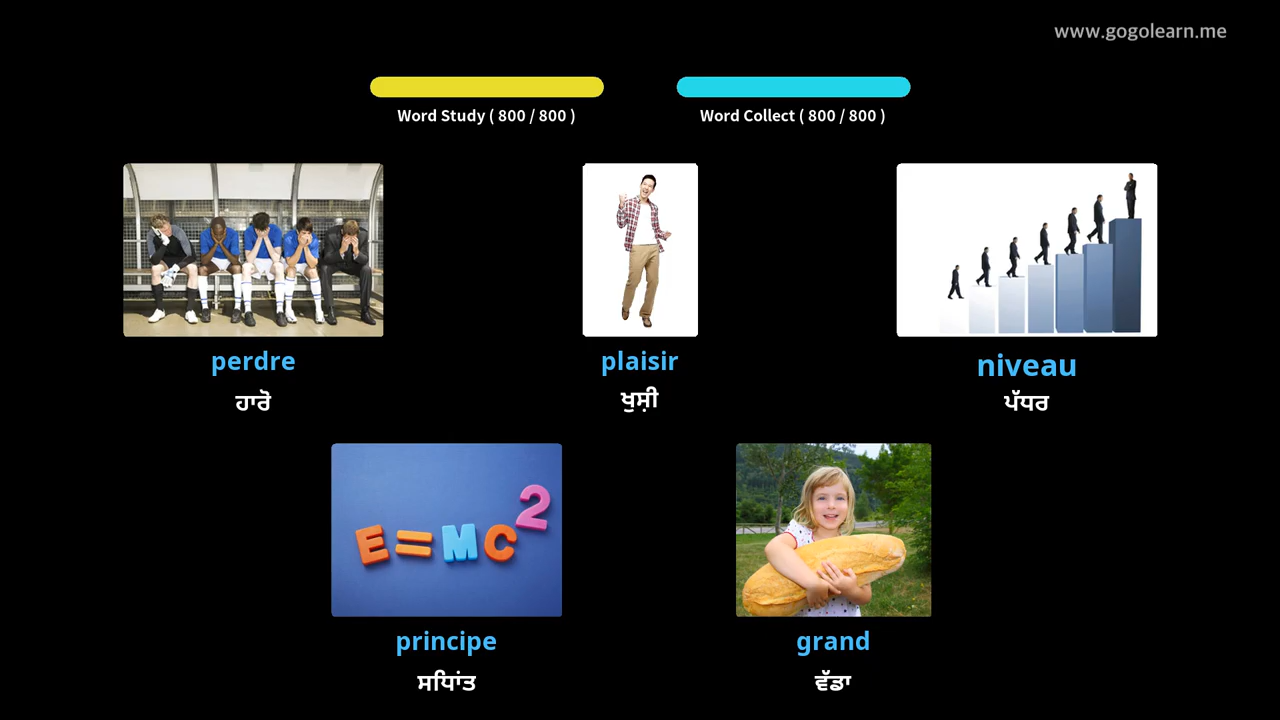 www.gogolearn.me
Word Study ( 800 / 800 )
Word Collect ( 800 / 800 )
perdre
ਹਾਰੋ
plaisir
ਖੁਸ਼ੀ
niveau
ਪੱਧਰ
E=MC2
principe
ਸਧਿਾਂਤ
grand
ਵੱਡਾ